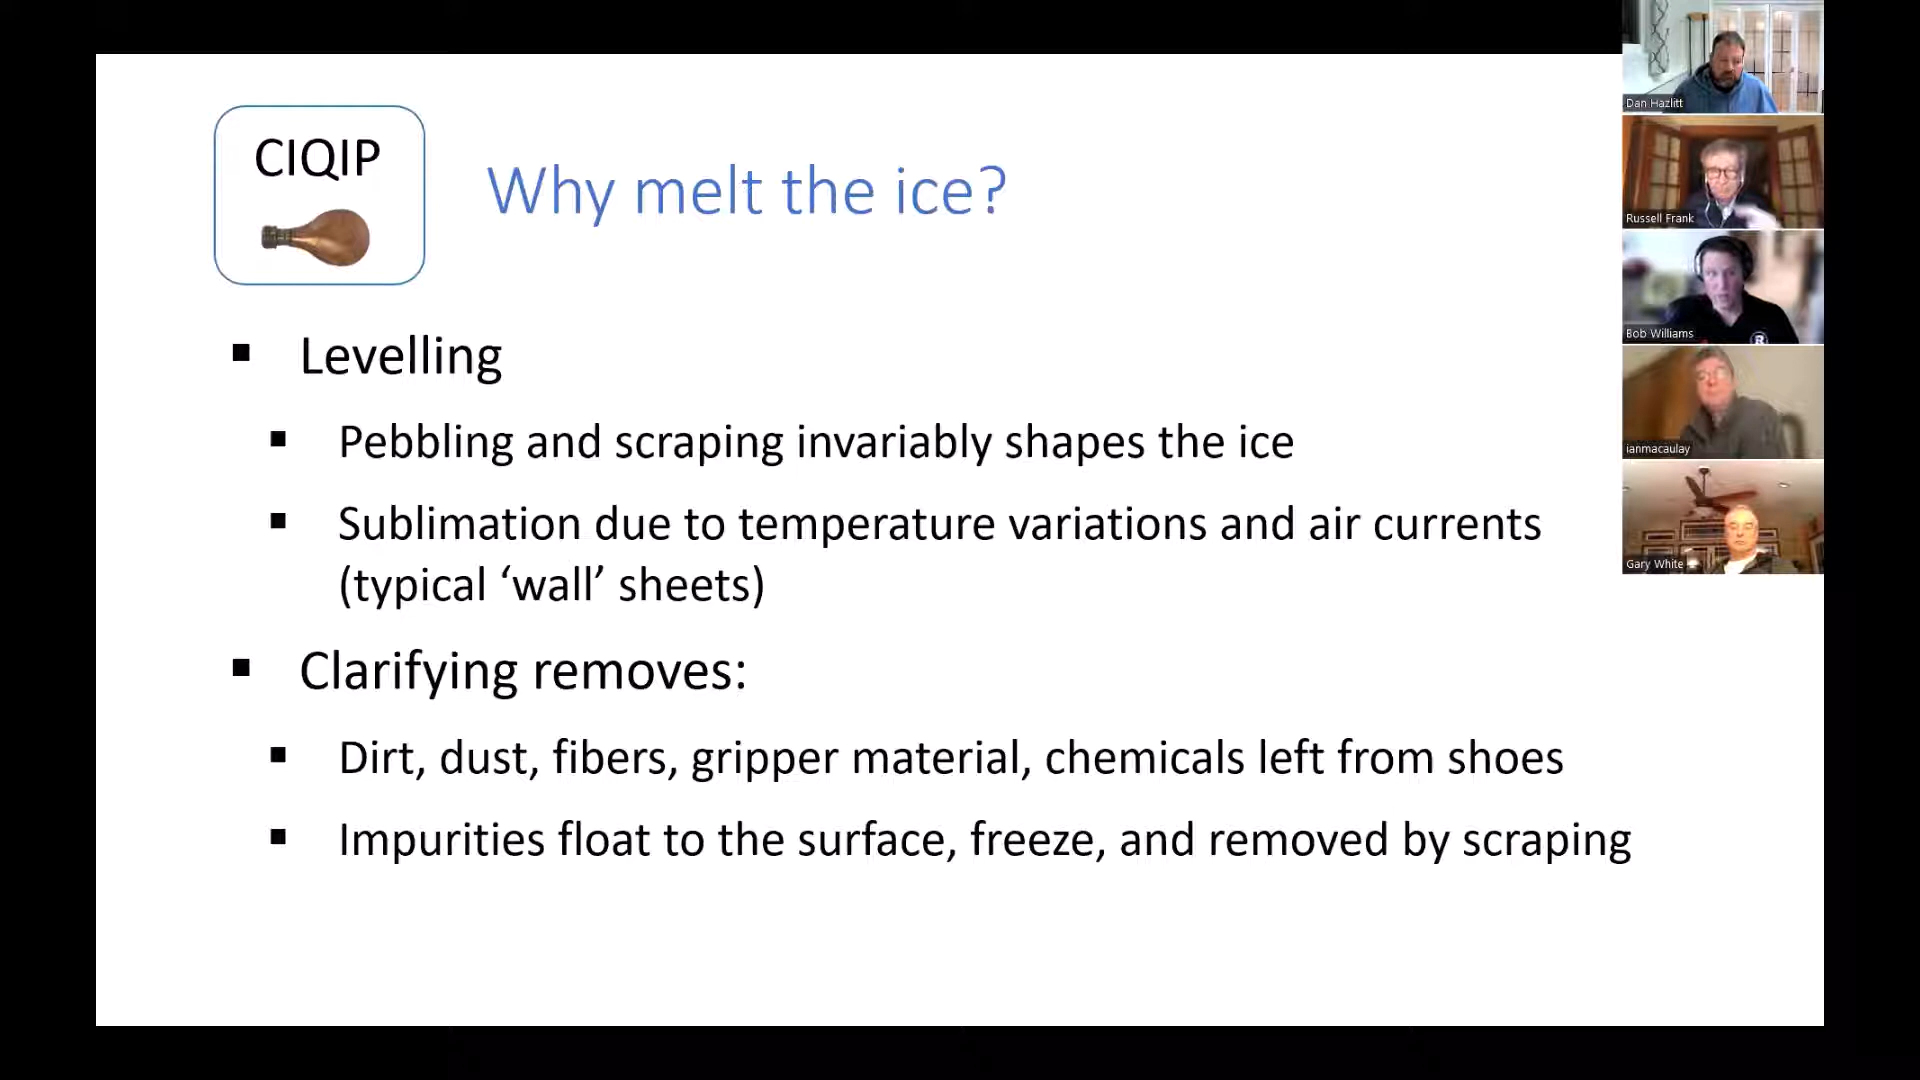 CIQIP
Why melt the ice?
Levelling
Pebbling and scraping invariably shapes the ice
Sublimation due to temperature variations and air currents
(typical ‘wall’ sheets)
Clarifying removes:
Dirt, dust, fibers, gripper material, chemicals left from shoes
Impurities float to the surface, freeze, and removed by scraping
Dan Hazlitt
Russell Frank
Bob Williams
R
ianmacaulay
Gary White